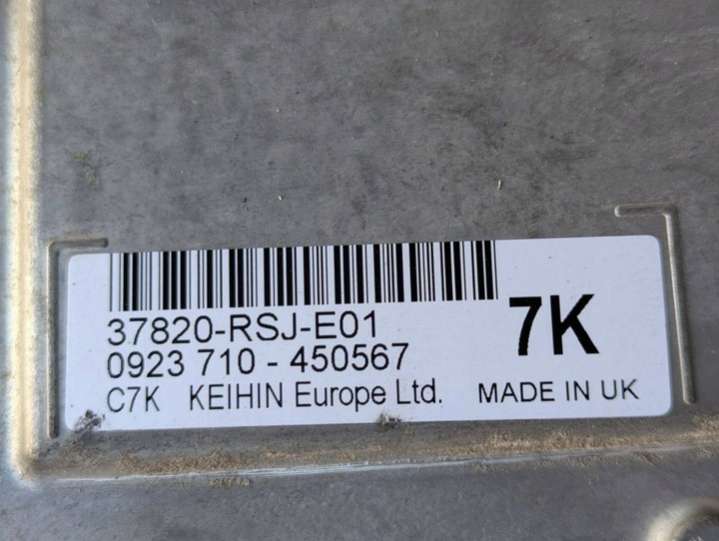 37820-RSJ-E01
0923 710 - 450567
7K
C7K KEIHIN Europe Ltd. MADE IN UK